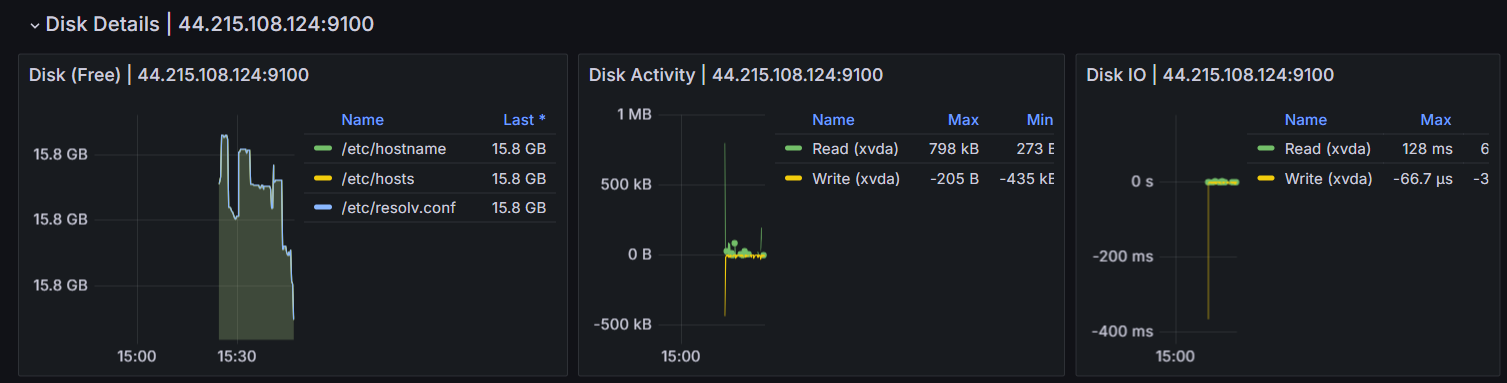 Disk Details | 44.215.108.124:9100
Disk (Free) | 44.215.108.124:9100
15.8 GB
15.8 GB
15.8 GB
15:00 15:30
Name Last *
/etc/hostname 15.8 GB
/etc/hosts 15.8 GB
/etc/resolv.conf 15.8 GB
Disk Activity | 44.215.108.124:9100
1 MB
500 kB
0 B
-500 kB
15:00
Name Max Min
Read (xvda) 798 kB 273 B
Write (xvda) -205 B -435 kB
Disk IO | 44.215.108.124:9100
0 s
-200 ms
-400 ms
15:00
Name Max
Read (xvda) 128 ms 6
Write (xvda) -66.7 µs -3